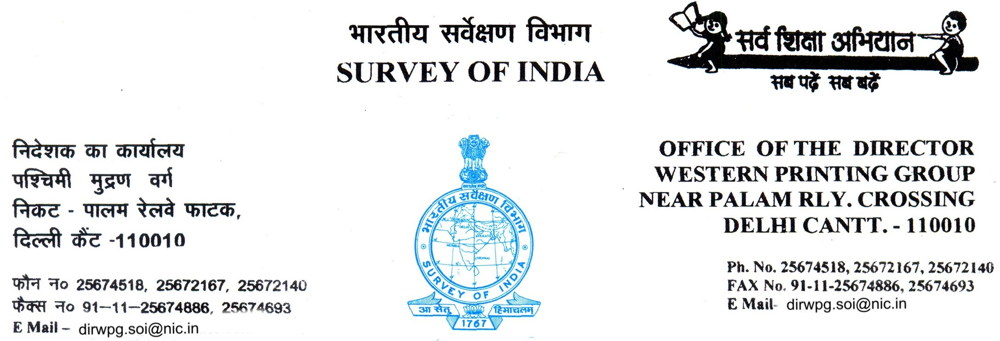 भारतीय सर्वेक्षण विभाग
SURVEY OF INDIA
सर्व शिक्षा अभियान
सब पढ़ें सब बढ़ें
निदेशक का कार्यालय
पश्चिमी मुद्रण वर्ग
निकट - पालम रेलवे फाटक,
दिल्ली कैंट -110010
फौन न० 25674518, 25672167, 25672140
फैक्स न० 91-11-25674886, 25674693
E Mail - dirwpg.soi@nic.in
सत्यमेव जयते
भारतीय सर्वेक्षण विभाग
DEHRADUN
DELHI
KOLKATA
MUMBAI
CHENNAI
SURVEY OF INDIA
आ सेतु हिमाचलम्
1767
OFFICE OF THE DIRECTOR
WESTERN PRINTING GROUP
NEAR PALAM RLY. CROSSING
DELHI CANTT. - 110010
Ph. No. 25674518, 25672167, 25672140
FAX No. 91-11-25674886, 25674693
E Mail- dirwpg.soi@nic.in